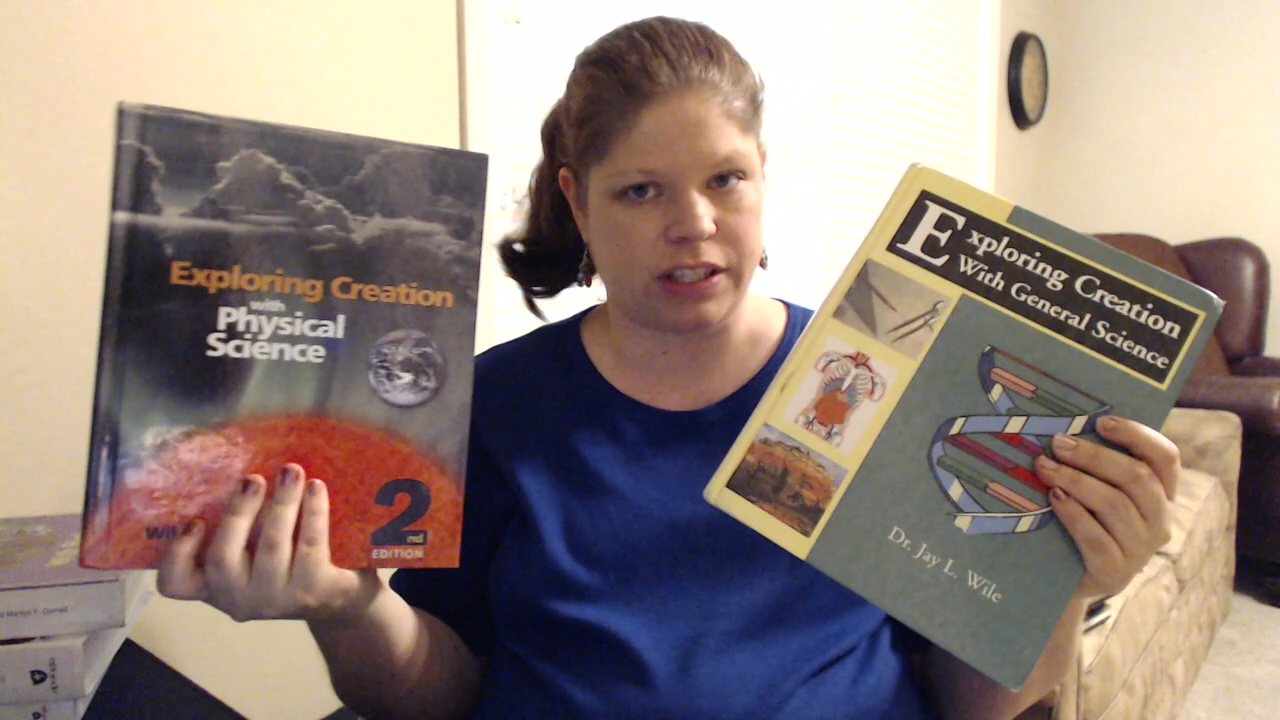 Exploring Creation
with
Physical
Science
2nd
EDITION
Exploring Creation
With General Science
Dr. Jay L. Wile